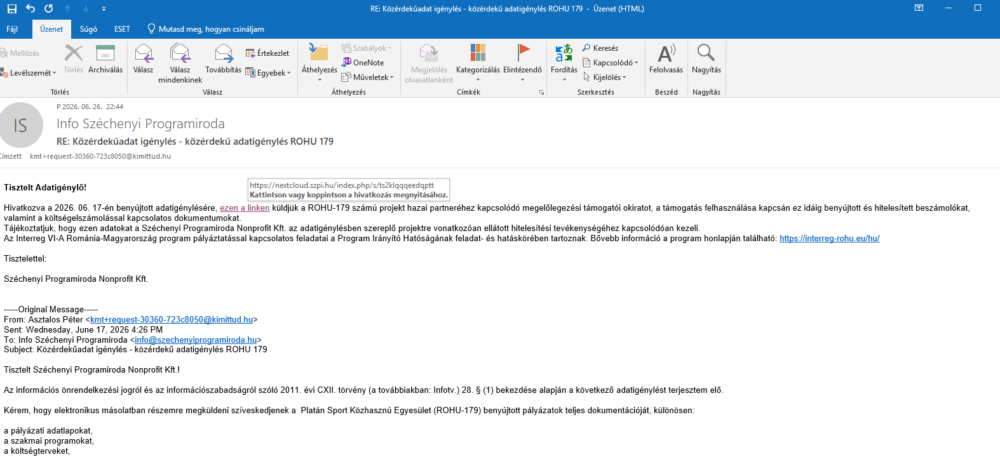 RE: Közérdekűadat igénylés - közérdekű adatigénylés ROHU 179 - Üzenet (HTML)
Fájl Üzenet Súgó ESET Mutasd meg, hogyan csináljam
Mellőzés
Levélszemét
Törlés
Archiválás
Törlés
Válasz
Válasz mindenkinek
Továbbítás
Értekezlet
Egyebek
Válasz
Áthelyezés
Szabályok
OneNote
Műveletek
Áthelyezés
Megjelölés olvasatlanként
Kategorizálás
Elintézendő
Címkék
Fordítás
Keresés
Kapcsolódó
Kijelölés
Szerkesztés
Felolvasás
Beszéd
Nagyítás
Nagyítás
IS
P 2026. 06. 26. 22:44
Info Széchenyi Programiroda
RE: Közérdekűadat igénylés - közérdekű adatigénylés ROHU 179
Címzett kmt+request-30360-723c8050@kimittud.hu
https://nextcloud.szpi.hu/index.php/s/ts2klqqqeedqptt
Kattintson vagy koppintson a hivatkozás megnyitásához.
Tisztelt Adatigénylő!
Hivatkozva a 2026. 06. 17-én benyújtott adatigénylésére, ezen a linken küldjük a ROHU-179 számú projekt hazai partneréhez kapcsolódó megelőlegezési támogatói okiratot, a támogatás felhasználása kapcsán ez idáig benyújtott és hitelesített beszámolókat,
valamint a költségelszámolással kapcsolatos dokumentumokat.
Tájékoztatjuk, hogy ezen adatokat a Széchenyi Programiroda Nonprofit Kft. az adatigénylésben szereplő projektre vonatkozóan ellátott hitelesítési tevékenységéhez kapcsolódóan kezeli.
Az Interreg VI-A Románia-Magyarország program pályáztatással kapcsolatos feladatai a Program Irányító Hatóságának feladat- és hatáskörében tartoznak. Bővebb információ a program honlapján található: https://interreg-rohu.eu/hu/
Tisztelettel:
Széchenyi Programiroda Nonprofit Kft.
-----Original Message-----
From: Asztalos Péter <kmt+request-30360-723c8050@kimittud.hu>
Sent: Wednesday, June 17, 2026 4:26 PM
To: Info Széchenyi Programiroda <info@szechenyiprogramiroda.hu>
Subject: Közérdekűadat igénylés - közérdekű adatigénylés ROHU 179
Tisztelt Széchenyi Programiroda Nonprofit Kft.!
Az információs önrendelkezési jogról és az információszabadságról szóló 2011. évi CXII. törvény (a továbbiakban: Infotv.) 28. § (1) bekezdése alapján a következő adatigénylést terjesztem elő.
Kérem, hogy elektronikus másolatban részemre megküldeni szíveskedjenek a  Platán Sport Közhasznú Egyesület (ROHU-179) benyújtott pályázatok teljes dokumentációját, különösen:
a pályázati adatlapokat,
a szakmai programokat,
a költségterveket,